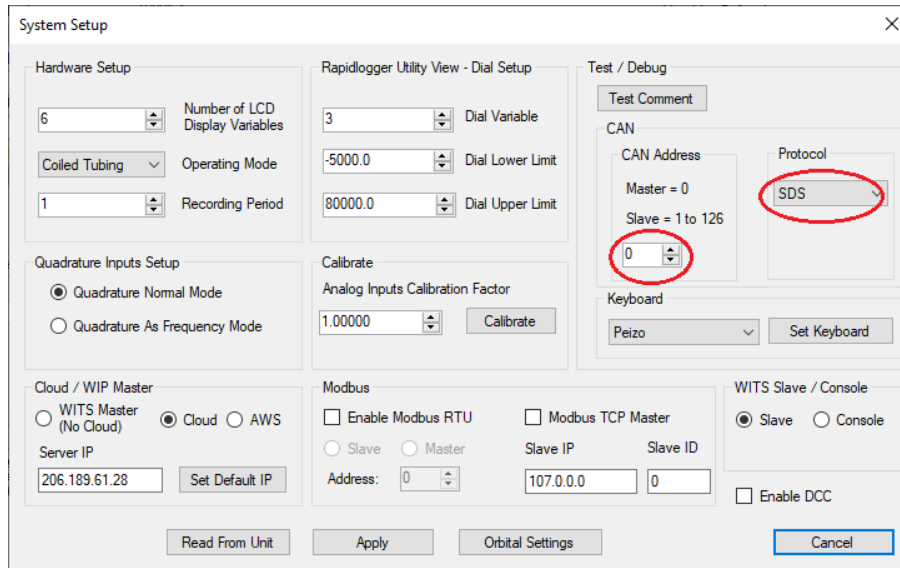 System Setup
Hardware Setup
6
Number of LCD
Display Variables
Coiled Tubing
Operating Mode
1
Recording Period
Rapidlogger Utility View - Dial Setup
3
Dial Variable
-5000.0
Dial Lower Limit
80000.0
Dial Upper Limit
Test / Debug
Test Comment
CAN
CAN Address
Master = 0
Slave = 1 to 126
0
Protocol
SDS
Quadrature Inputs Setup
Quadrature Normal Mode
Quadrature As Frequency Mode
Calibrate
Analog Inputs Calibration Factor
1.00000
Calibrate
Keyboard
Peizo
Set Keyboard
Cloud / WIP Master
WITS Master
(No Cloud)
Cloud
AWS
Server IP
206.189.61.28
Set Default IP
Modbus
Enable Modbus RTU
Modbus TCP Master
Slave
Master
Slave IP
Slave ID
Address:
0
107.0.0.0
0
WITS Slave / Console
Slave
Console
Enable DCC
Read From Unit
Apply
Orbital Settings
Cancel